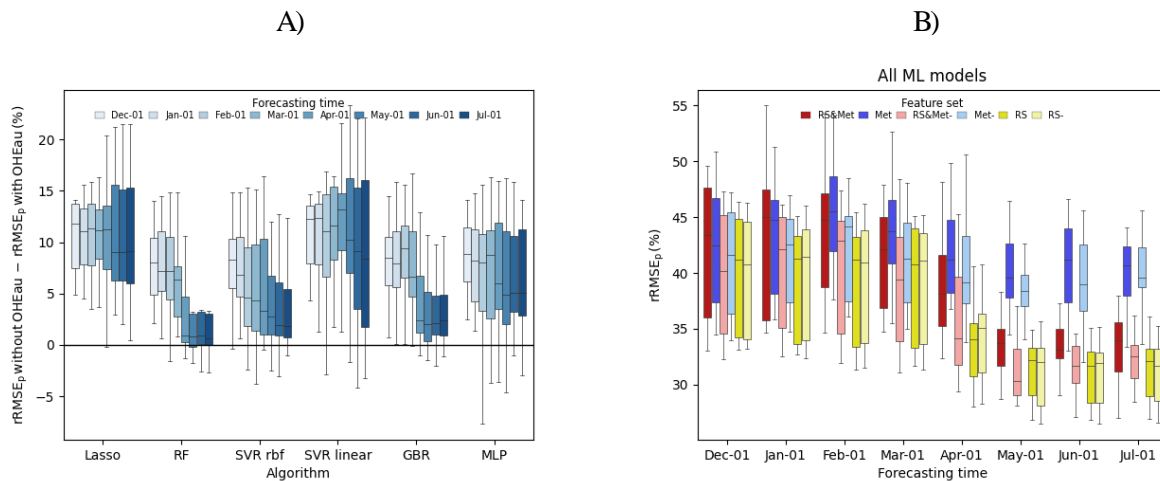 A)
B)
rRMSEp without OHEau − rRMSEp with OHEau (%)
Forecasting time
Dec-01 Jan-01 Feb-01 Mar-01 Apr-01 May-01 Jun-01 Jul-01
20
15
10
5
0
−5
Lasso RF SVR rbf SVR linear GBR MLP
Algorithm
All ML models
rRMSEp (%)
Feature set
RS&Met Met RS&Met- Met- RS RS-
55
50
45
40
35
30
Dec-01 Jan-01 Feb-01 Mar-01 Apr-01 May-01 Jun-01 Jul-01
Forecasting time